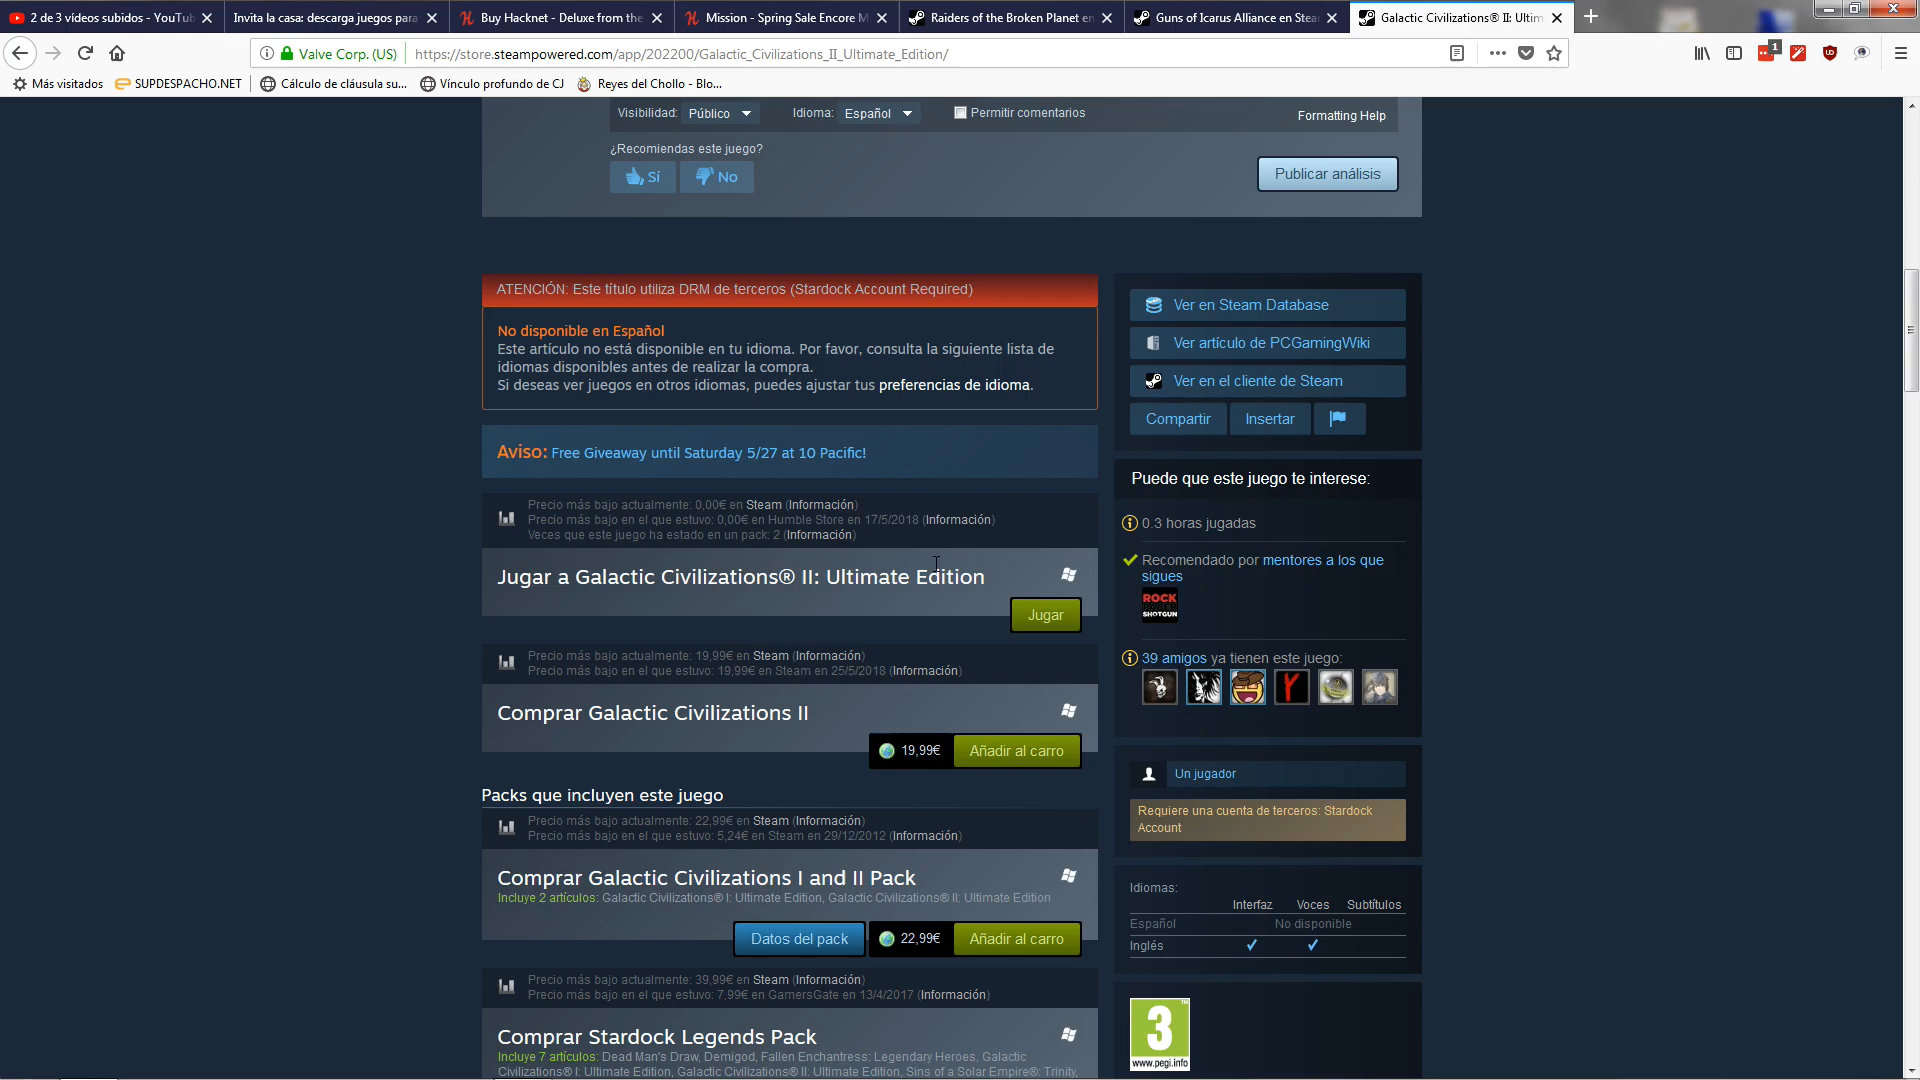 2 de 3 vídeos subidos - YouTub
Invita la casa: descarga juegos para
Buy Hacknet - Deluxe from the
Mission - Spring Sale Encore M
Raiders of the Broken Planet en
Guns of Icarus Alliance en Stea
Galactic Civilizations® II: Ultim
Valve Corp. (US)
https://store.steampowered.com/app/202200/Galactic_Civilizations_II_Ultimate_Edition/
1
Más visitados
SUPDESPACHO.NET
Cálculo de cláusula su...
Vínculo profundo de CJ
Reyes del Chollo - Blo...
Visibilidad: Público
Idioma: Español
Permitir comentarios
Formatting Help
¿Recomiendas este juego?
Sí
No
Publicar análisis
ATENCIÓN: Este título utiliza DRM de terceros (Stardock Account Required)
No disponible en Español
Este artículo no está disponible en tu idioma. Por favor, consulta la siguiente lista de
idiomas disponibles antes de realizar la compra.
Si deseas ver juegos en otros idiomas, puedes ajustar tus preferencias de idioma.
Aviso: Free Giveaway until Saturday 5/27 at 10 Pacific!
Precio más bajo actualmente: 0,00€ en Steam (Información)
Precio más bajo en el que estuvo: 0,00€ en Humble Store en 17/5/2018 (Información)
Veces que este juego ha estado en un pack: 2 (Información)
Jugar a Galactic Civilizations® II: Ultimate Edition
Jugar
Precio más bajo actualmente: 19,99€ en Steam (Información)
Precio más bajo en el que estuvo: 19,99€ en Steam en 25/5/2018 (Información)
Comprar Galactic Civilizations II
19,99€
Añadir al carro
Packs que incluyen este juego
Precio más bajo actualmente: 22,99€ en Steam (Información)
Precio más bajo en el que estuvo: 5,24€ en Steam en 29/12/2012 (Información)
Comprar Galactic Civilizations I and II Pack
Incluye 2 artículos: Galactic Civilizations® I: Ultimate Edition, Galactic Civilizations® II: Ultimate Edition
Datos del pack
22,99€
Añadir al carro
Precio más bajo actualmente: 39,99€ en Steam (Información)
Precio más bajo en el que estuvo: 7,99€ en GamersGate en 13/4/2017 (Información)
Comprar Stardock Legends Pack
Incluye 7 artículos: Dead Man's Draw, Demigod, Fallen Enchantress: Legendary Heroes, Galactic
Civilizations® I: Ultimate Edition, Galactic Civilizations® II: Ultimate Edition, Sins of a Solar Empire®: Trinity,
Ver en Steam Database
Ver artículo de PCGamingWiki
Ver en el cliente de Steam
Compartir
Insertar
Puede que este juego te interese:
0.3 horas jugadas
Recomendado por mentores a los que
sigues
ROCK
PAPER
SHOTGUN
39 amigos ya tienen este juego:
Un jugador
Requiere una cuenta de terceros: Stardock
Account
Idiomas:
Interfaz Voces Subtítulos
Español No disponible
Inglés
3
www.pegi.info